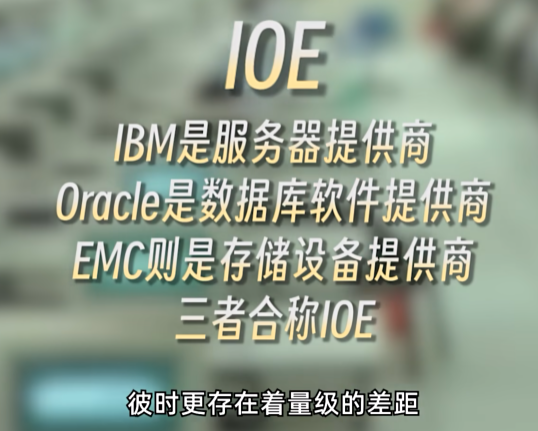 IOE
IBM是服务器提供商
Oracle是数据库软件提供商
EMC则是存储设备提供商
三者合称IOE
彼时更存在着量级的差距